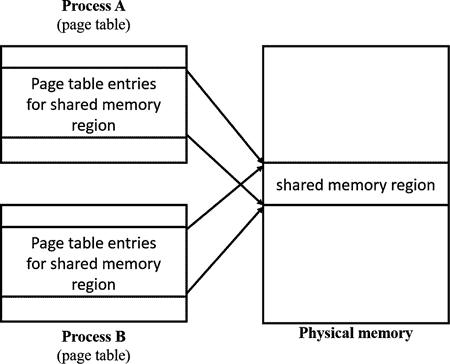 Process A
(page table)
Page table entries
for shared memory
region
shared memory region
Page table entries
for shared memory
region
Process B
(page table)
Physical memory